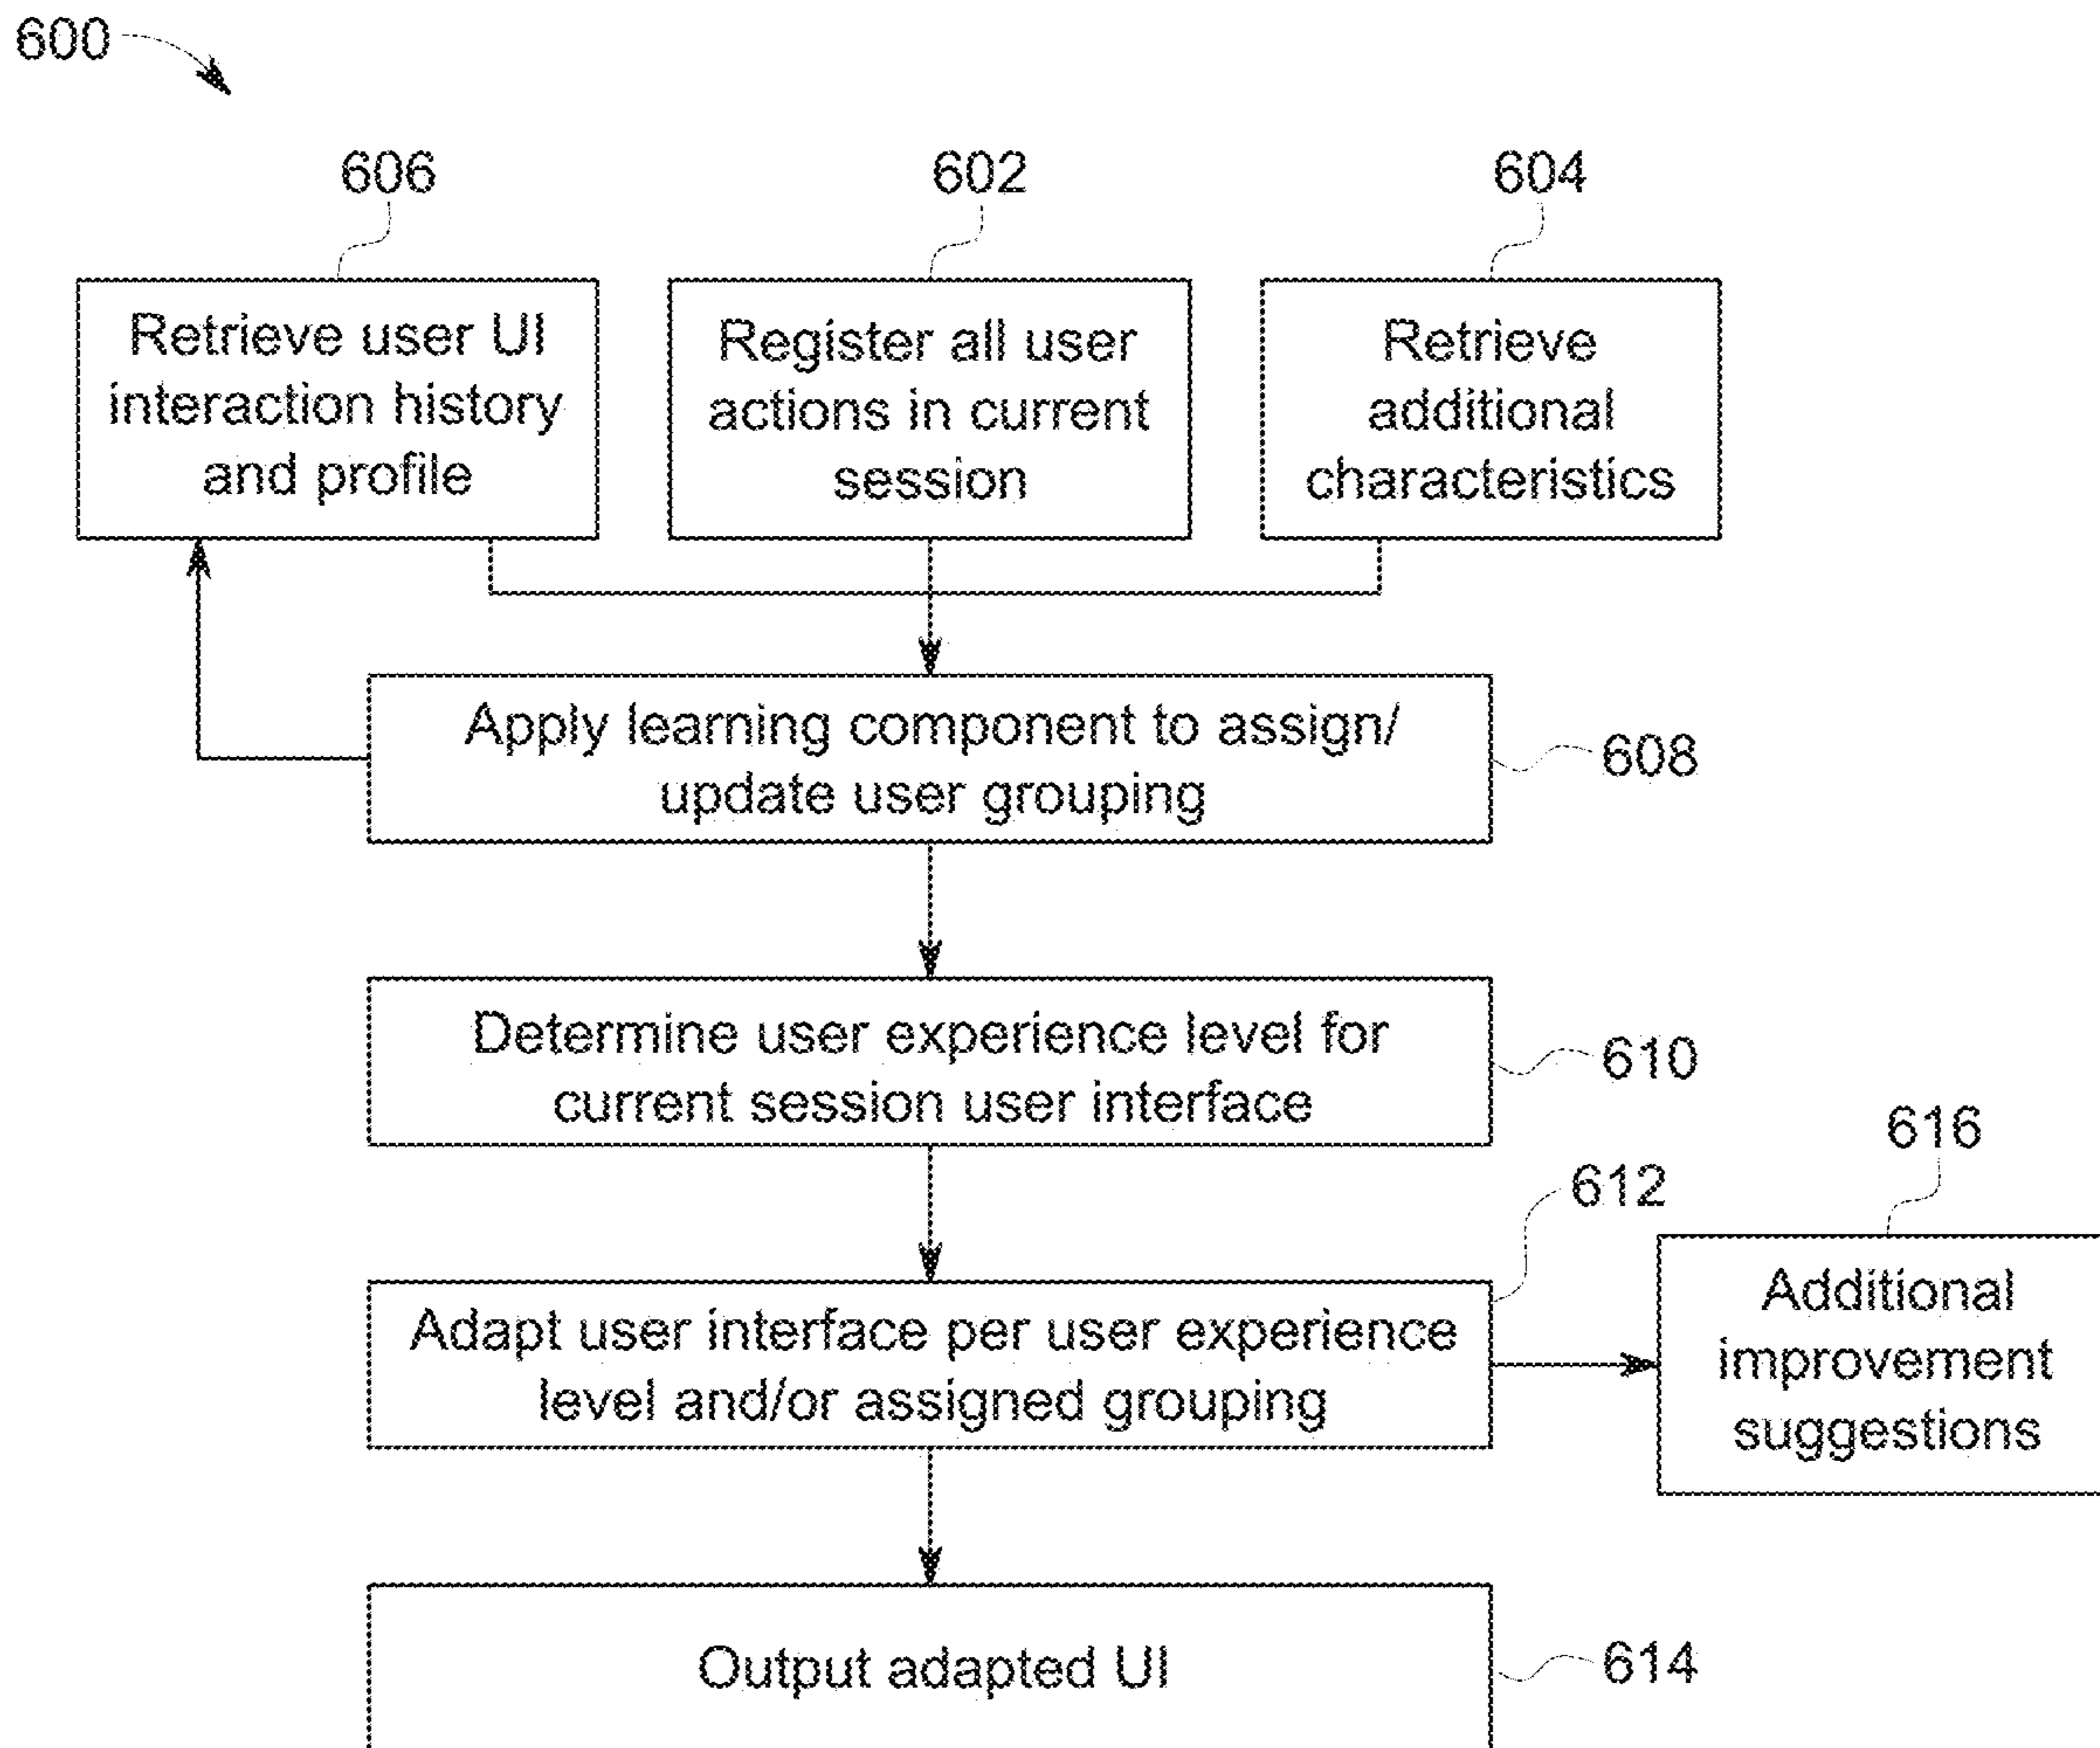 600
606
602
604
Retrieve user UI
interaction history
and profile
Register all user
actions in current
session
Retrieve
additional
characteristics
Apply learning component to assign/
update user grouping
608
Determine user experience level for
current session user interface
610
616
612
Adapt user interface per user experience
level and/or assigned grouping
Additional
improvement
suggestions
Output adapted UI
614